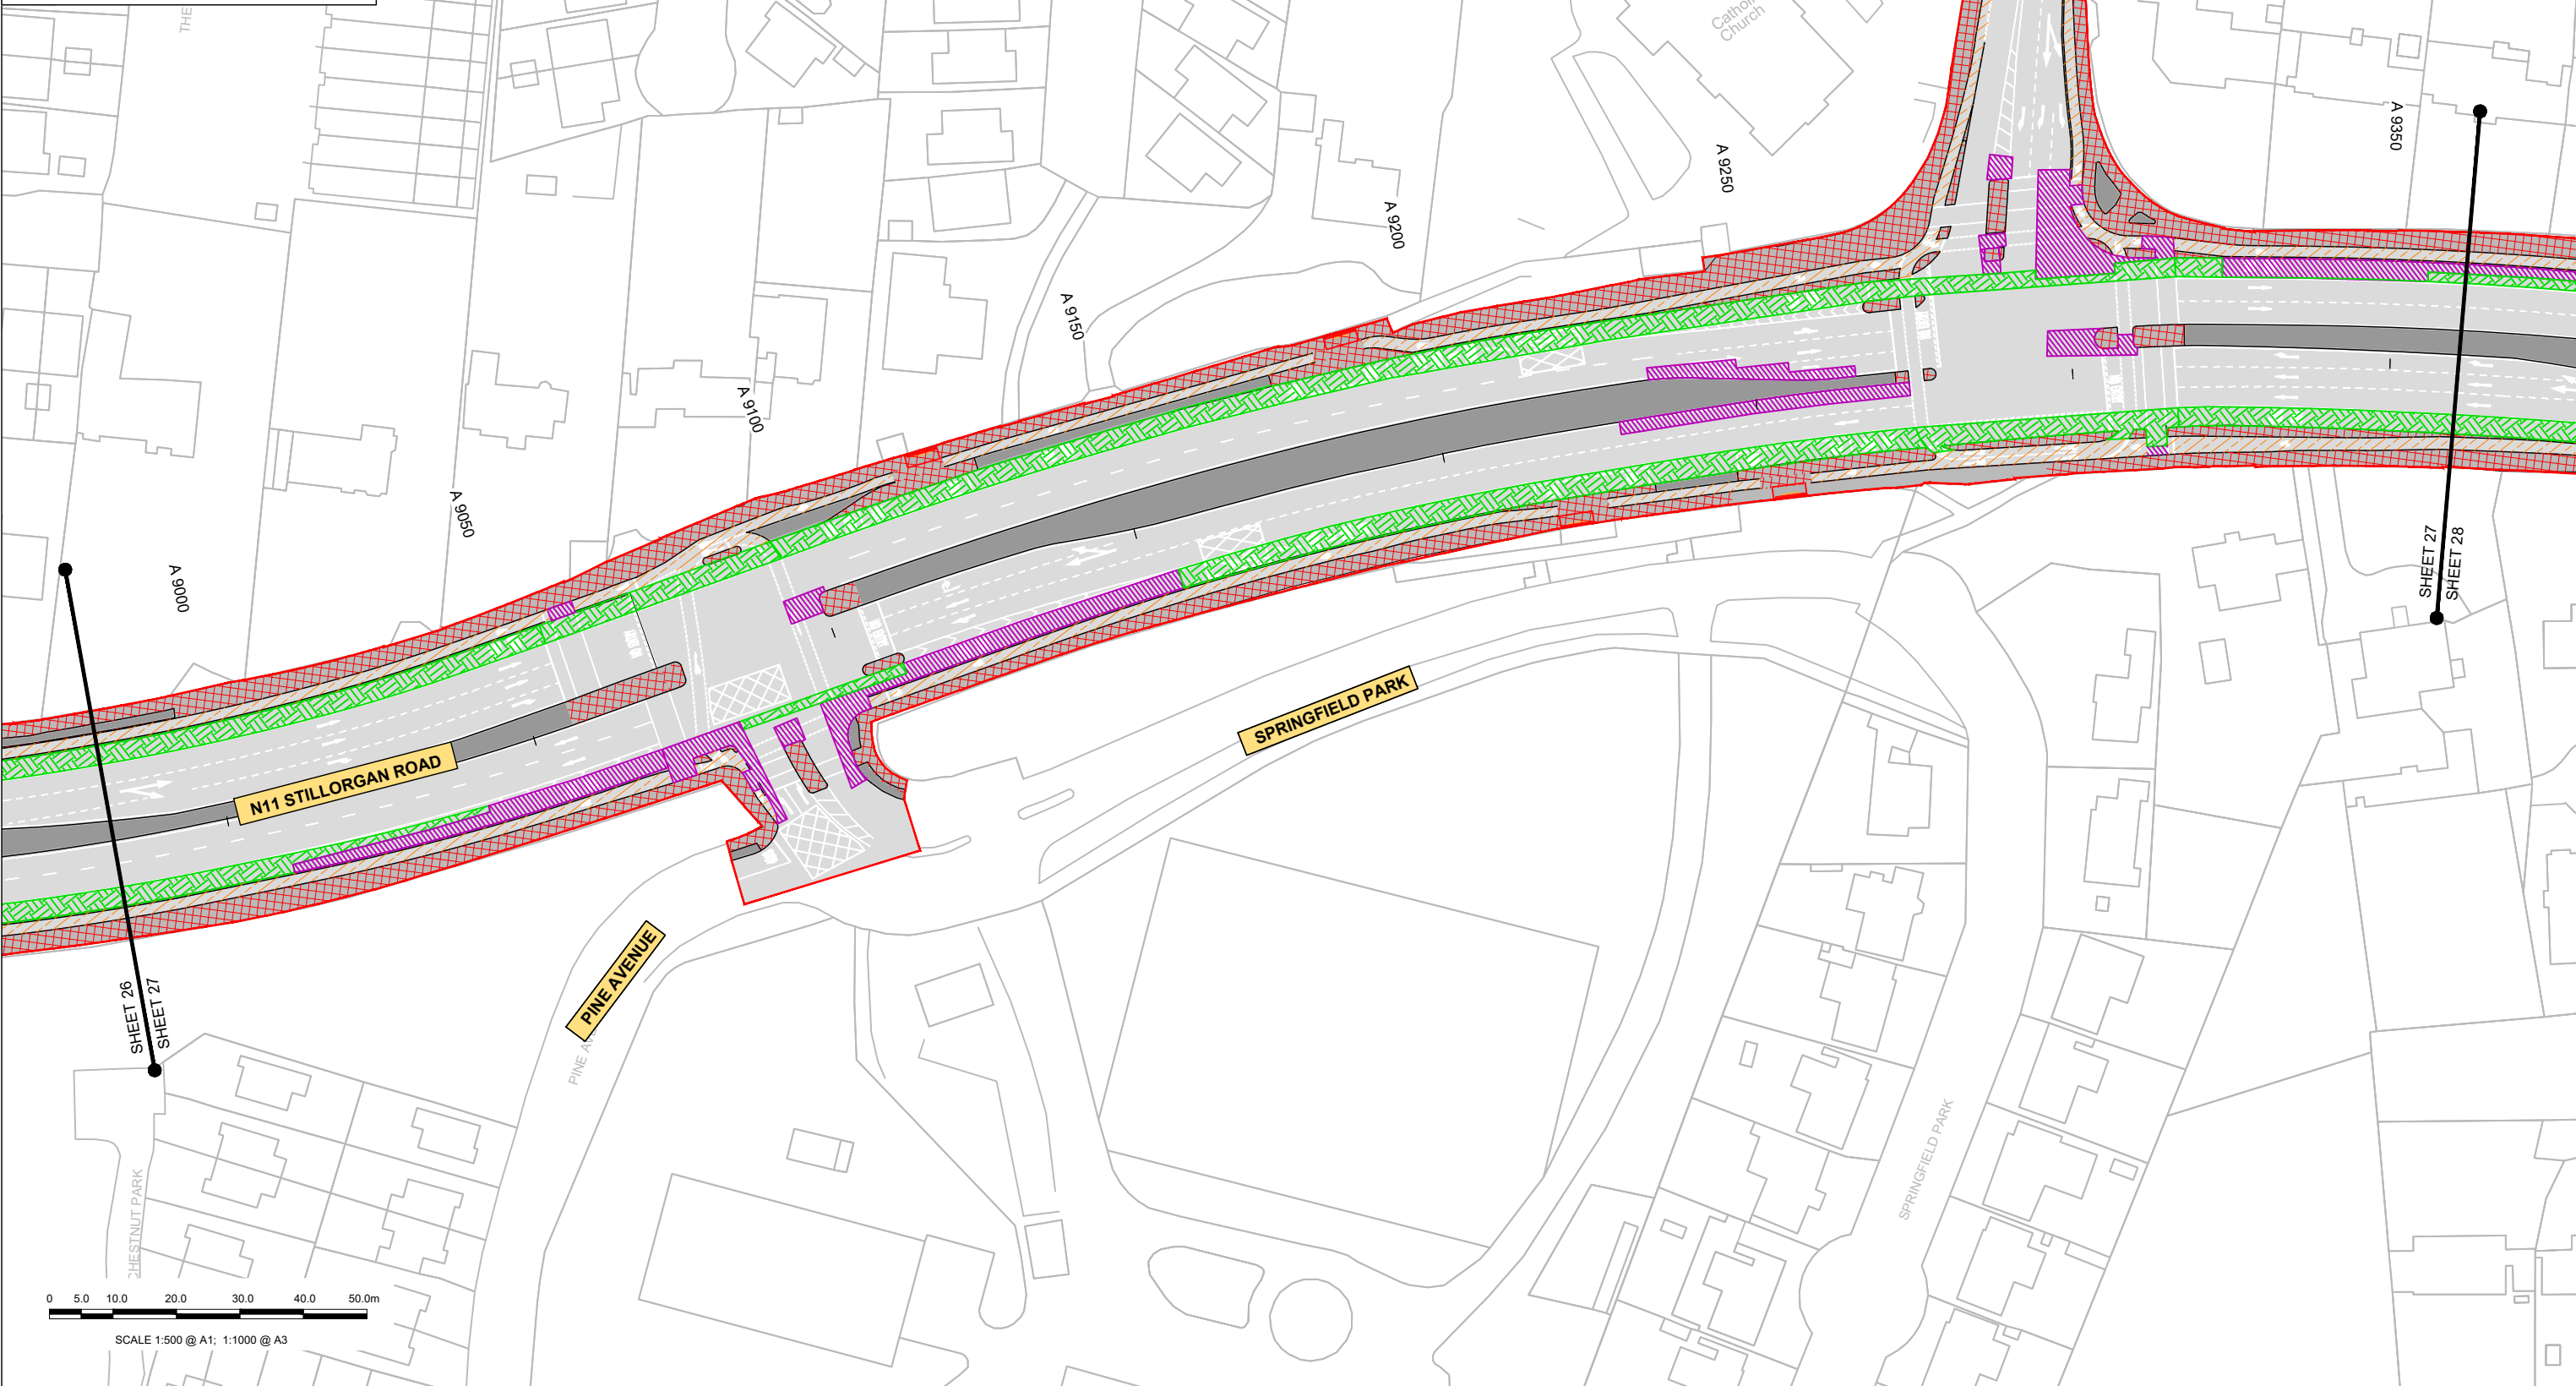 THE
Catholic
Church
A 9350
A 9250
A 9200
A 9150
A 9100
A 9050
A 9000
SHEET 27
SHEET 28
N11 STILLORGAN ROAD
SPRINGFIELD PARK
PINE AVENUE
PINE AV
SHEET 26
SHEET 27
CHESTNUT PARK
SPRINGFIELD PARK
0 5.0 10.0 20.0 30.0 40.0 50.0m
SCALE 1:500 @ A1; 1:1000 @ A3